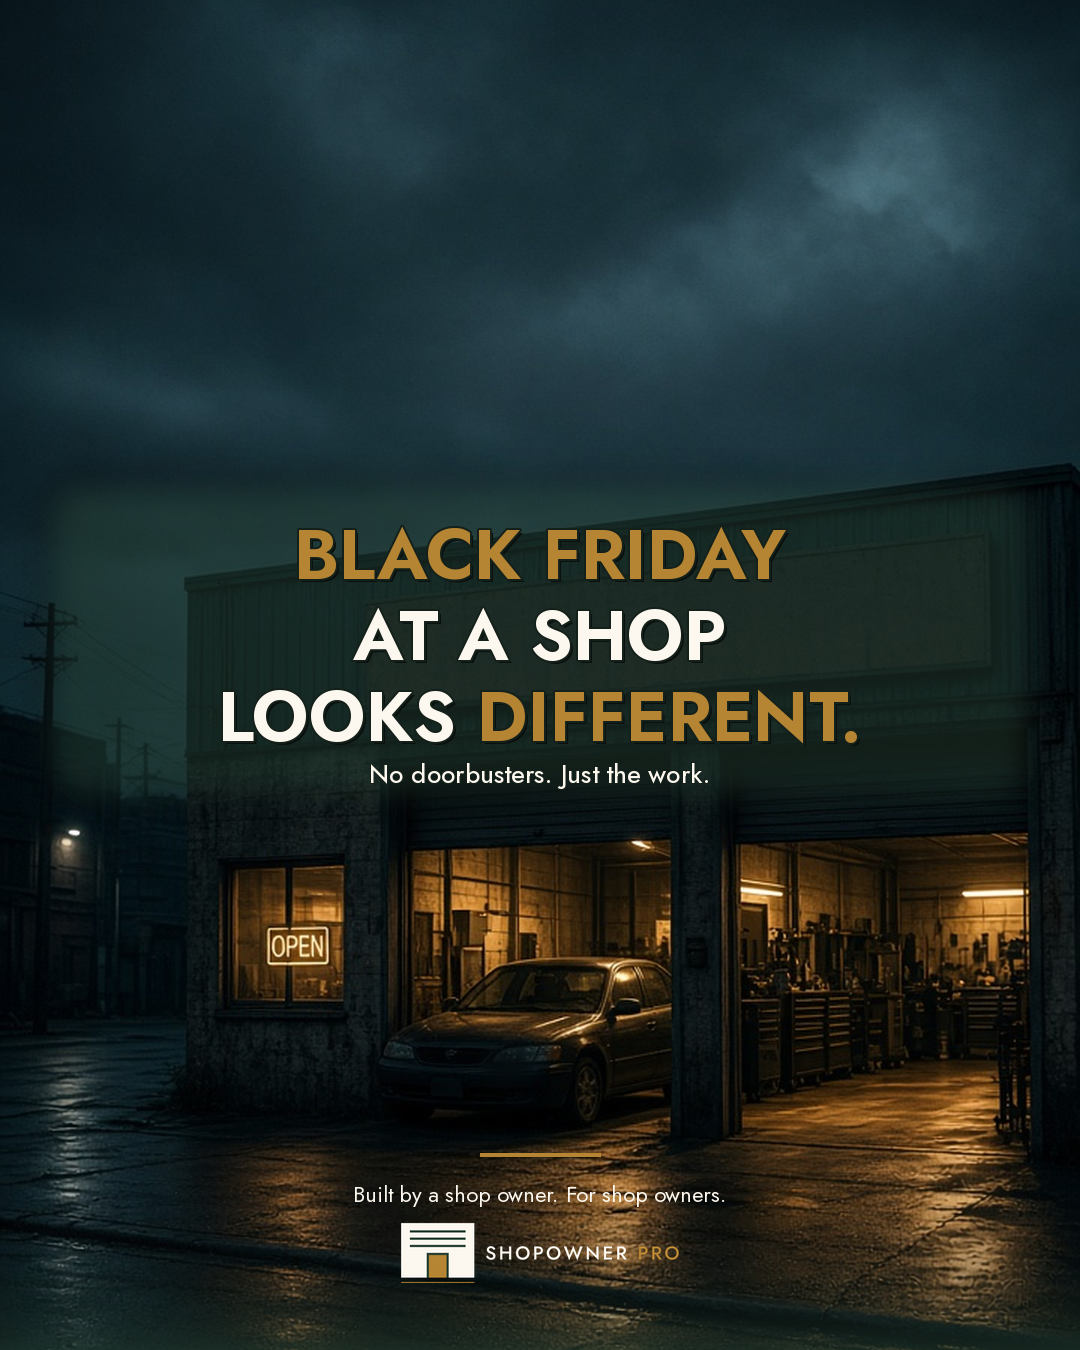 BLACK FRIDAY
AT A SHOP
LOOKS DIFFERENT.
No doorbusters. Just the work.
OPEN
Built by a shop owner. For shop owners.
SHOPOWNER PRO